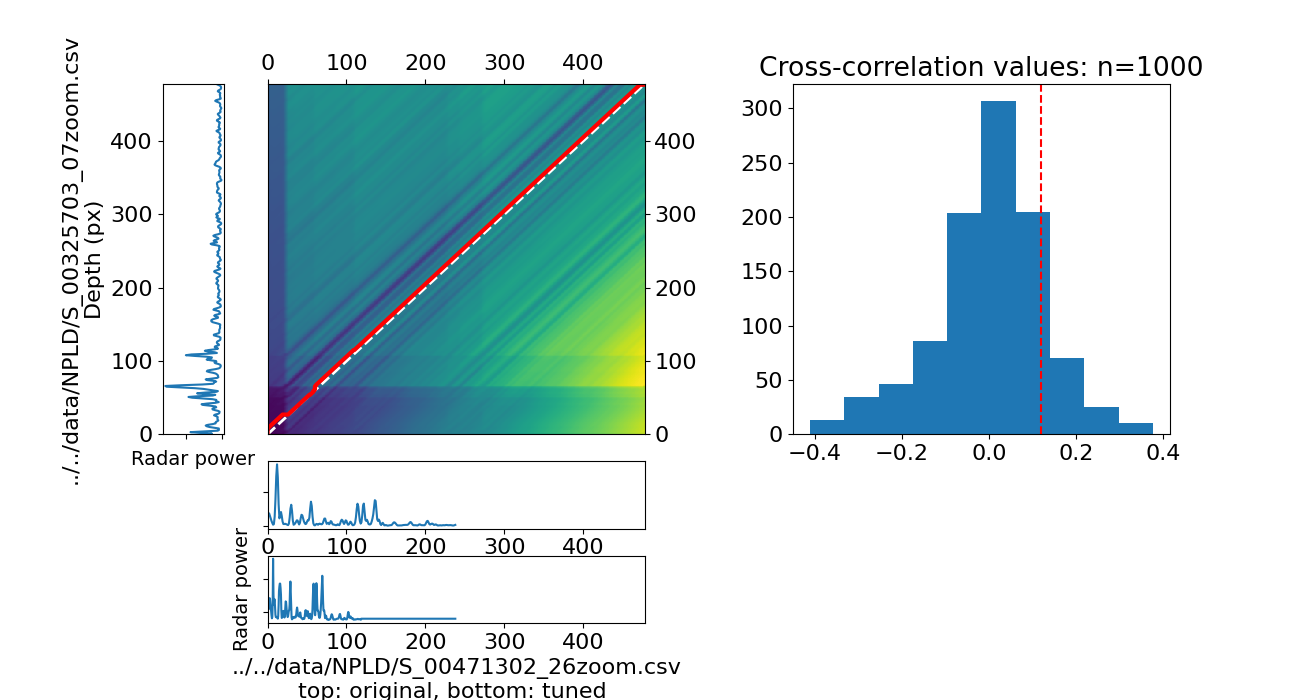 0 100 200 300 400
Cross-correlation values: n=1000
../../data/NPLD/S_00325703_07zoom.csv
Depth (px)
400
300
200
100
0
Radar power
400
300
200
100
0
300
250
200
150
100
50
0
−0.4 −0.2 0.0 0.2 0.4
0 100 200 300 400
Radar power
0 100 200 300 400
../../data/NPLD/S_00471302_26zoom.csv
top: original, bottom: tuned